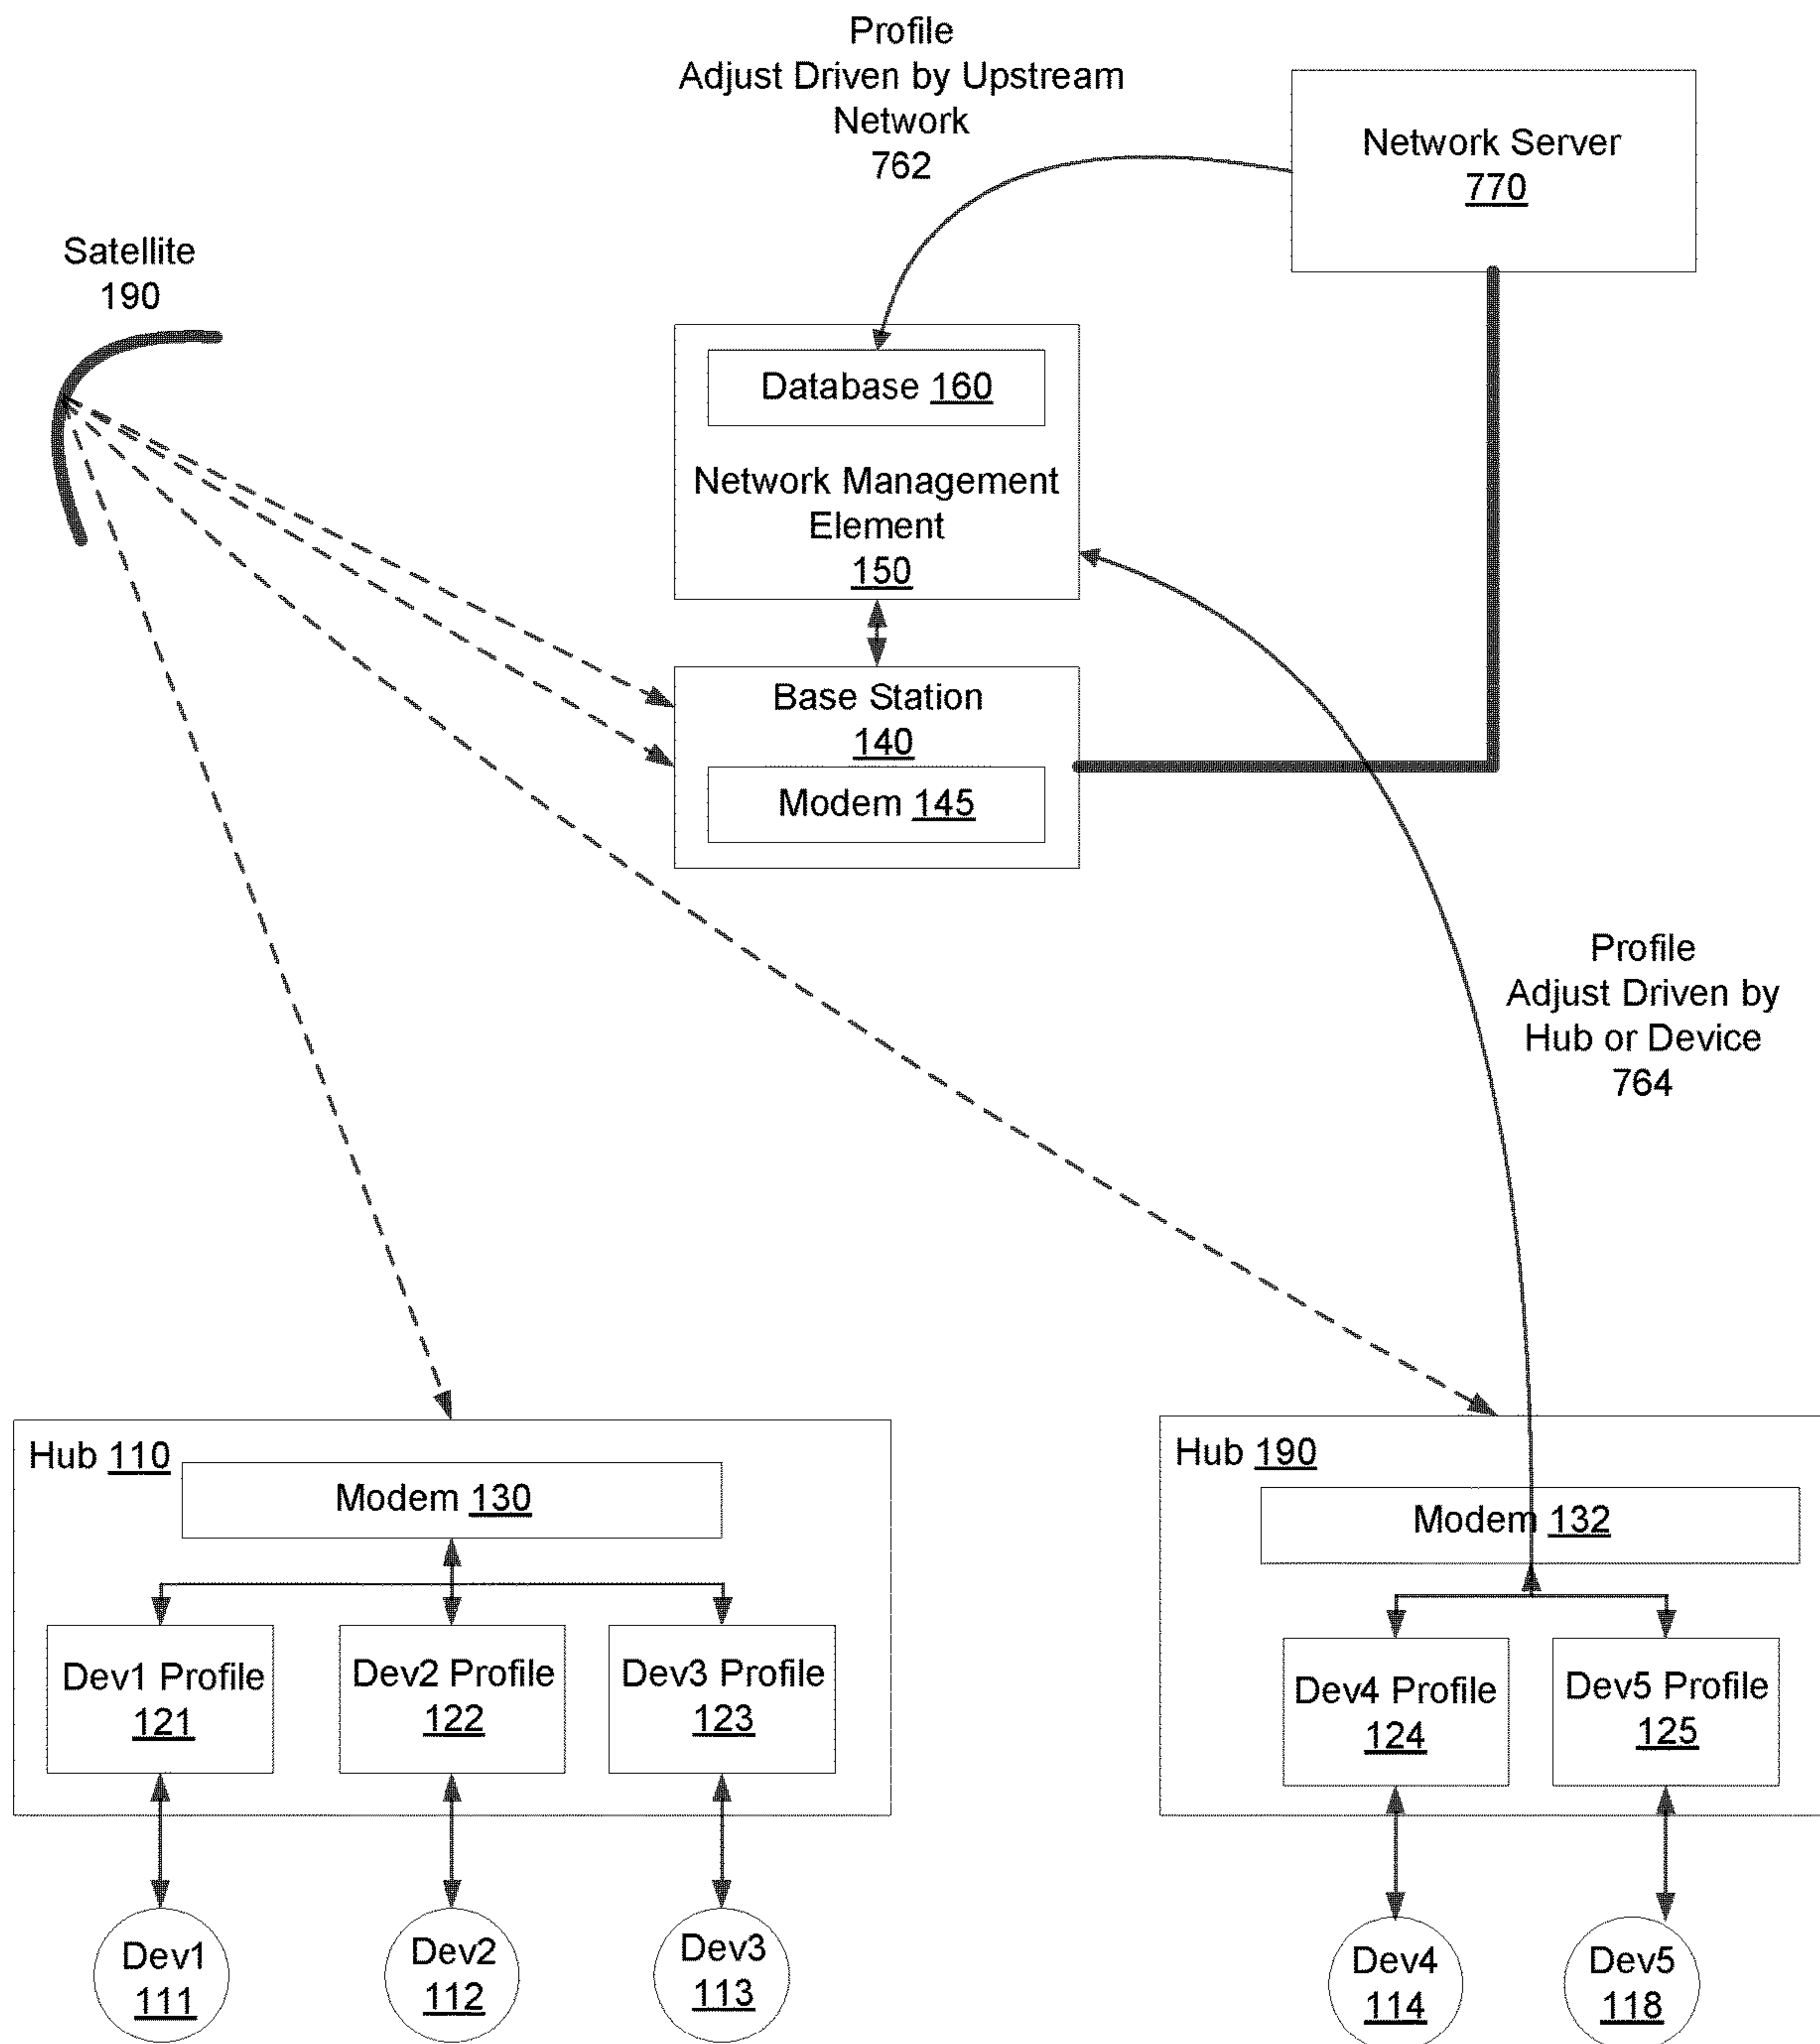 Profile
Adjust Driven by Upstream
Network
762
Network Server
770
Satellite
190
Database 160
Network Management
Element
150
Base Station
140
Modem 145
Profile
Adjust Driven by
Hub or Device
764
Hub 110
Modem 130
Dev1 Profile
121
Dev2 Profile
122
Dev3 Profile
123
Hub 190
Modem 132
Dev4 Profile
124
Dev5 Profile
125
Dev1
111
Dev2
112
Dev3
113
Dev4
114
Dev5
118